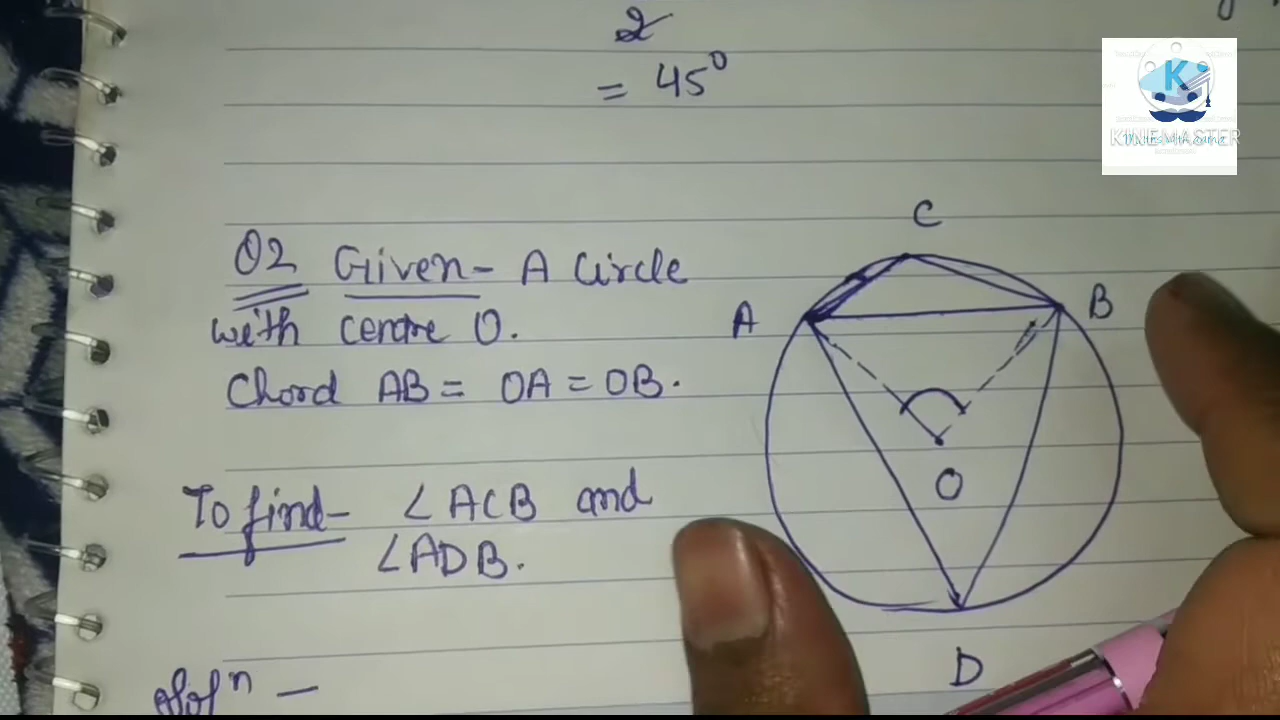 2
= 45°
Q2 Given - A Circle
with centre O.
Chord AB = OA = OB.
To find - ∠ACB and
∠ADB.
Solⁿ -
C
A
B
O
D
K
KINEMASTER